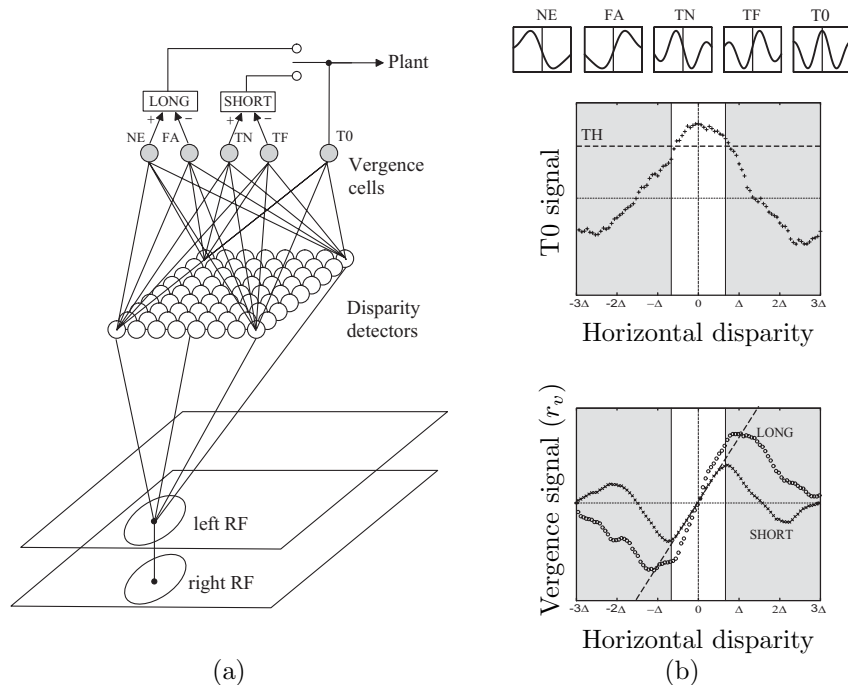 Plant
LONG
SHORT
+
−
+
−
NE
FA
TN
TF
T0
Vergence
cells
Disparity
detectors
left RF
right RF
(a)
NE FA TN TF T0
TH
T0 signal
-3Δ -2Δ −Δ 0 Δ 2Δ 3Δ
Horizontal disparity
LONG
SHORT
Vergence signal (r_v)
-3Δ -2Δ −Δ 0 Δ 2Δ 3Δ
Horizontal disparity
(b)